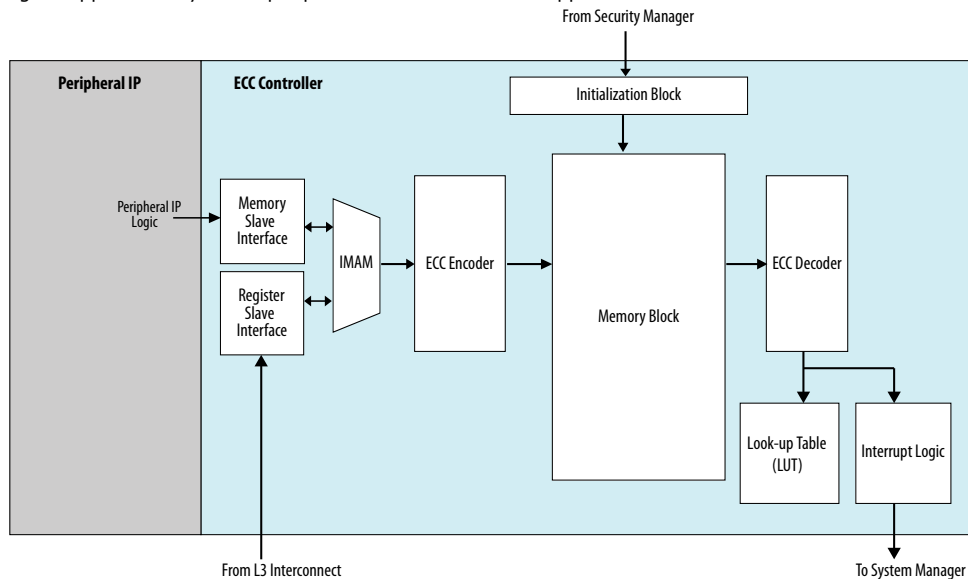 From Security Manager
Peripheral IP
ECC Controller
Initialization Block
Peripheral IP
Logic
Memory
Slave
Interface
IMAM
ECC Encoder
ECC Decoder
Register
Slave
Interface
Memory Block
Look-up Table
(LUT)
Interrupt Logic
From L3 Interconnect
To System Manager